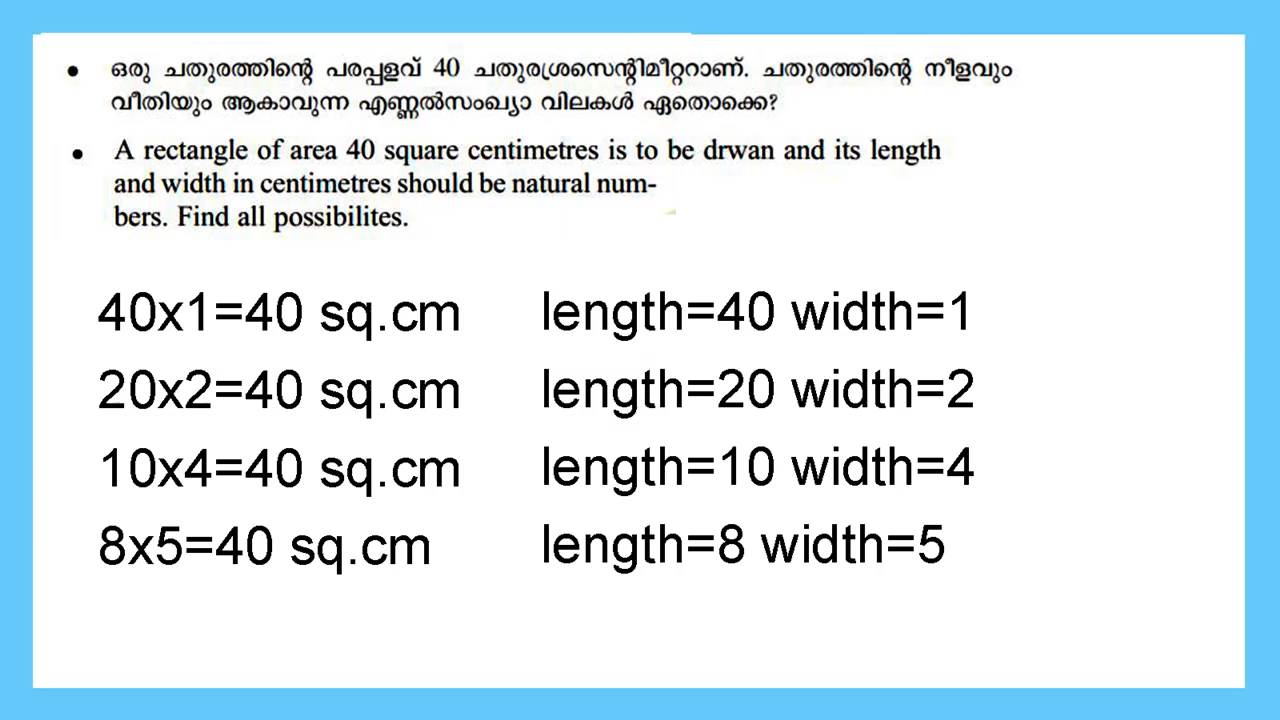 • ഒരു ചതുരത്തിന്റെ പരപ്പളവ് 40 ചതുരശ്രസെന്റിമീറ്ററാണ്. ചതുരത്തിന്റെ നീളവും
വീതിയും ആകാവുന്ന എണ്ണൽസംഖ്യാ വിലകൾ ഏതൊക്കെ?
• A rectangle of area 40 square centimetres is to be drwan and its length
and width in centimetres should be natural num-
bers. Find all possibilites.
40x1=40 sq.cm length=40 width=1
20x2=40 sq.cm length=20 width=2
10x4=40 sq.cm length=10 width=4
8x5=40 sq.cm length=8 width=5